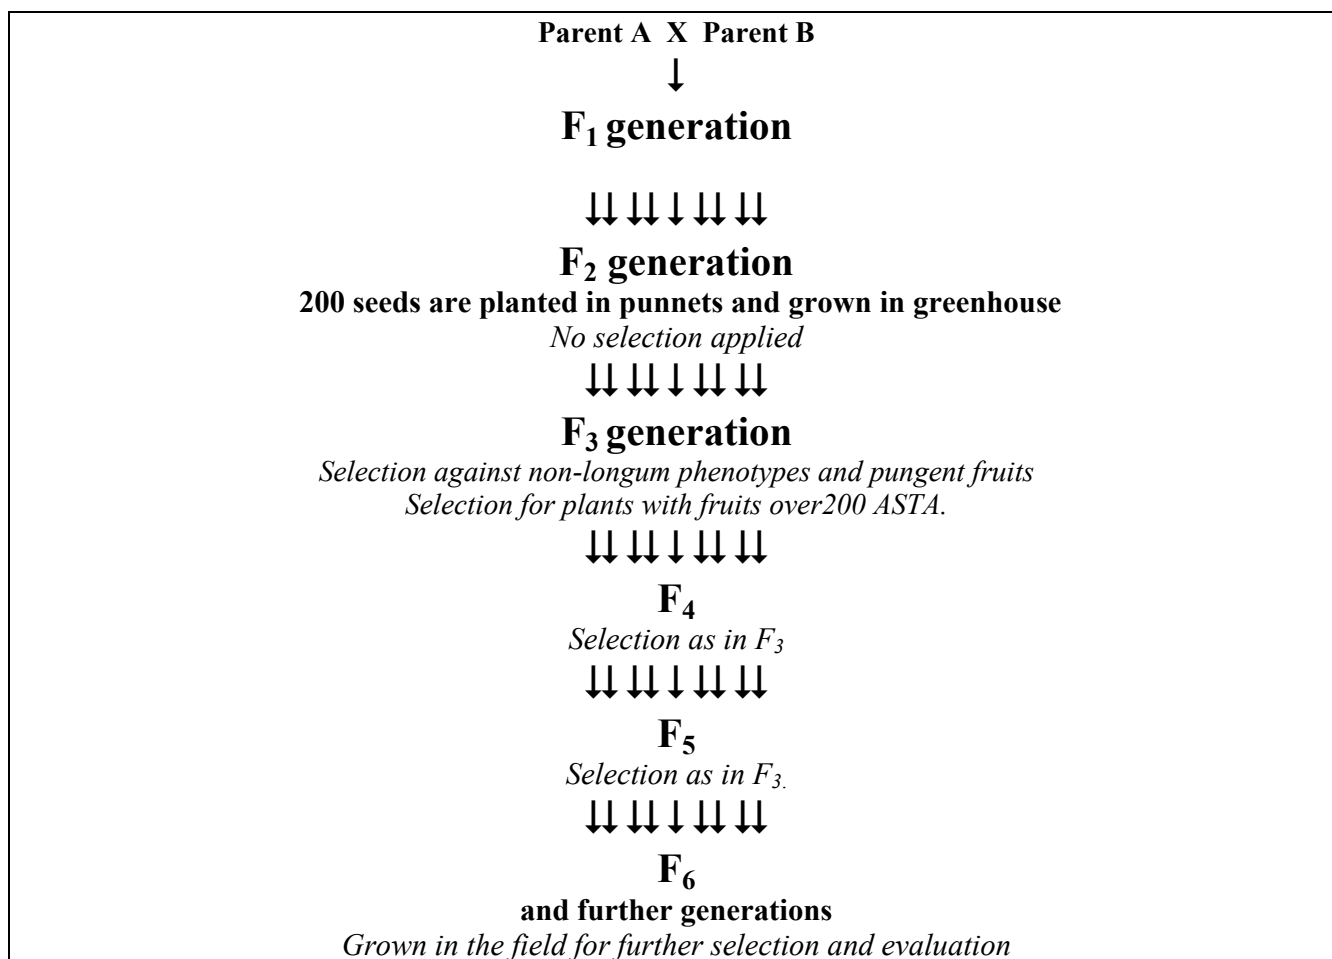 Parent A X Parent B
↓
F₁ generation
↓↓ ↓↓ ↓ ↓↓ ↓↓
F₂ generation
200 seeds are planted in punnets and grown in greenhouse
No selection applied
↓↓ ↓↓ ↓ ↓↓ ↓↓
F₃ generation
Selection against non-longum phenotypes and pungent fruits
Selection for plants with fruits over200 ASTA.
↓↓ ↓↓ ↓ ↓↓ ↓↓
F₄
Selection as in F₃
↓↓ ↓↓ ↓ ↓↓ ↓↓
F₅
Selection as in F₃.
↓↓ ↓↓ ↓ ↓↓ ↓↓
F₆
and further generations
Grown in the field for further selection and evaluation